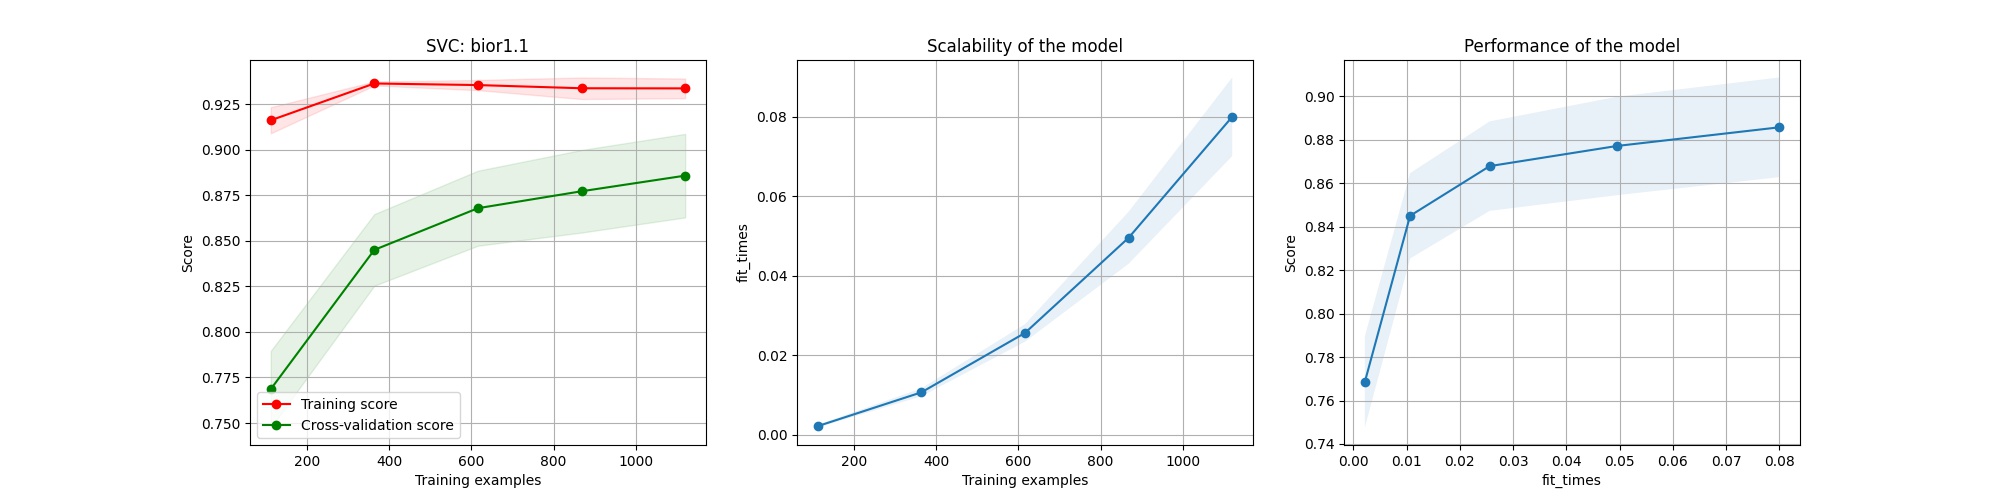 SVC: bior1.1
Score
0.925
0.900
0.875
0.850
0.825
0.800
0.775
0.750
Training score
Cross-validation score
200 400 600 800 1000
Training examples
Scalability of the model
fit_times
0.08
0.06
0.04
0.02
0.00
200 400 600 800 1000
Training examples
Performance of the model
Score
0.90
0.88
0.86
0.84
0.82
0.80
0.78
0.76
0.74
0.00 0.01 0.02 0.03 0.04 0.05 0.06 0.07 0.08
fit_times